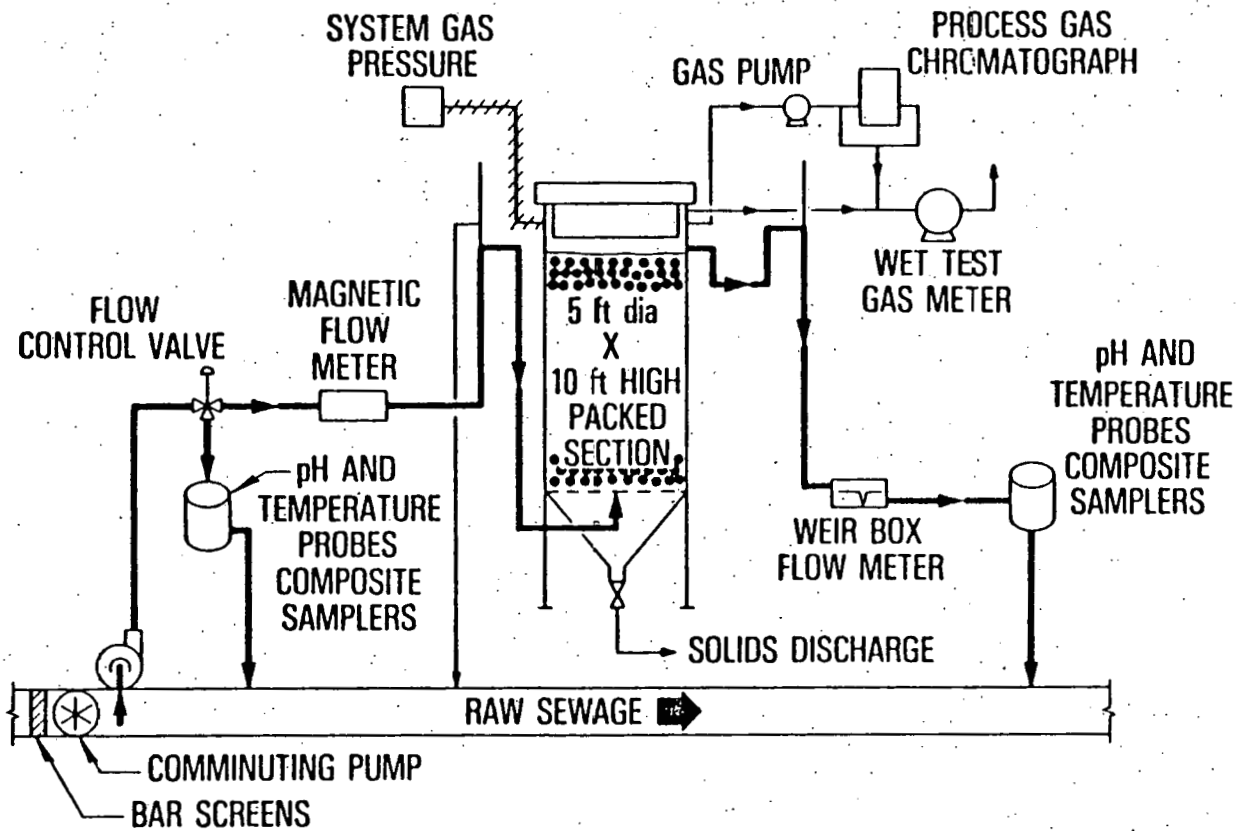 SYSTEM GAS
PRESSURE
GAS PUMP
PROCESS GAS
CHROMATOGRAPH
WET TEST
GAS METER
FLOW
CONTROL VALVE
MAGNETIC
FLOW
METER
5 ft dia
X
10 ft HIGH
PACKED
SECTION
pH AND
TEMPERATURE
PROBES
COMPOSITE
SAMPLERS
pH AND
TEMPERATURE
PROBES
COMPOSITE
SAMPLERS
WEIR BOX
FLOW METER
SOLIDS DISCHARGE
RAW SEWAGE
COMMINUTING PUMP
BAR SCREENS